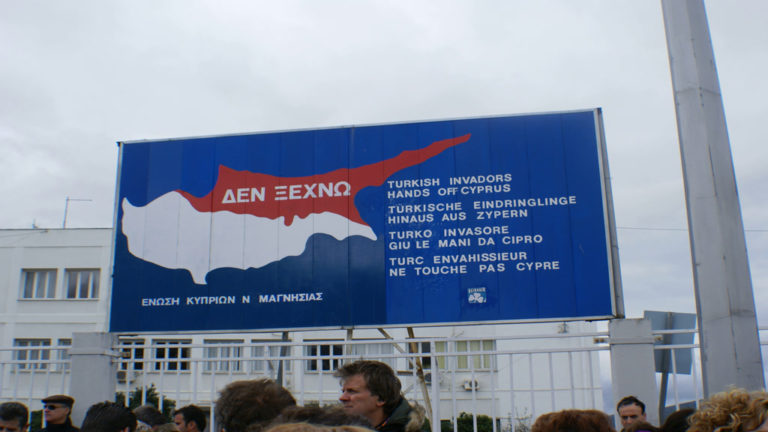 ΔΕΝ ΞΕΧΝΩ
TURKISH INVADORS
HANDS OFF CYPRUS
TÜRKISCHE EINDRINGLINGE
HINAUS AUS ZYPERN
TURKO INVASORE
GIU LE MANI DA CIPRO
TURC ENVAHISSIEUR
NE TOUCHE PAS CYPRE
ΕΝΩΣΗ ΚΥΠΡΙΩΝ Ν ΜΑΓΝΗΣΙΑΣ